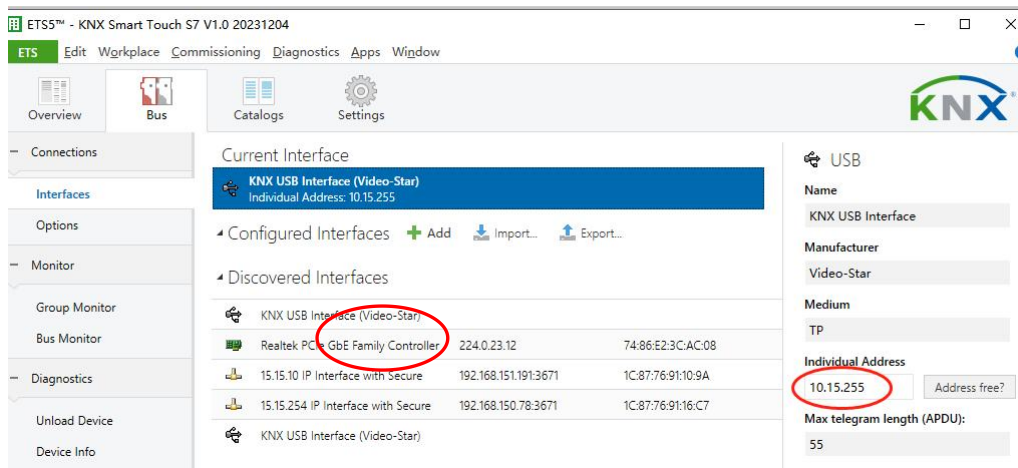 ETS5™ - KNX Smart Touch S7 V1.0 20231204
ETS Edit Workplace Commissioning Diagnostics Apps Window
Overview Bus Catalogs Settings
KNX®
Connections
Interfaces
Options
Monitor
Group Monitor
Bus Monitor
Diagnostics
Unload Device
Device Info
Current Interface
KNX USB Interface (Video-Star)
Individual Address: 10.15.255
Configured Interfaces Add Import... Export...
Discovered Interfaces
KNX USB Interface (Video-Star)
Realtek PCIe GbE Family Controller 224.0.23.12 74:86:E2:3C:AC:08
15.15.10 IP Interface with Secure 192.168.151.191:3671 1C:87:76:91:10:9A
15.15.254 IP Interface with Secure 192.168.150.78:3671 1C:87:76:91:16:C7
KNX USB Interface (Video-Star)
USB
Name
KNX USB Interface
Manufacturer
Video-Star
Medium
TP
Individual Address
10.15.255 Address free?
Max telegram length (APDU):
55